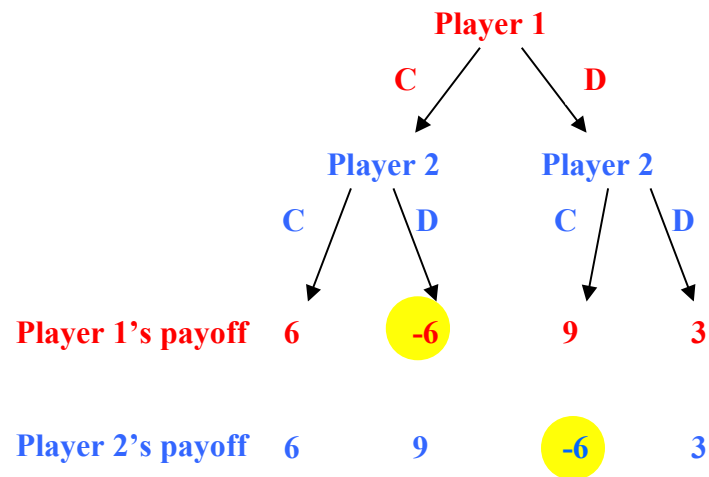 Player 1
C D
Player 2 Player 2
C D C D
Player 1's payoff 6 -6 9 3
Player 2's payoff 6 9 -6 3